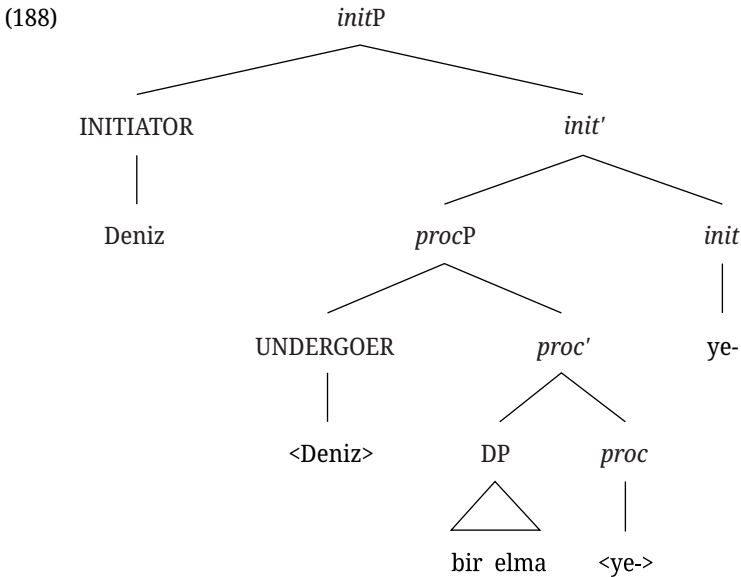 (188) initP
INITIATOR init'
Deniz procP init
UNDERGOER proc' ye-
<Deniz> DP proc
bir elma <ye->